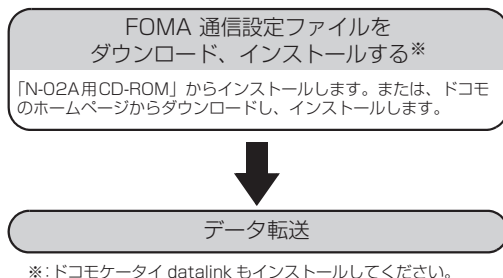 FOMA 通信設定ファイルを
ダウンロード、インストールする※
「N-02A用CD-ROM」からインストールします。または、ドコモ
のホームページからダウンロードし、インストールします。
データ転送
※：ドコモケータイ datalink もインストールしてください。